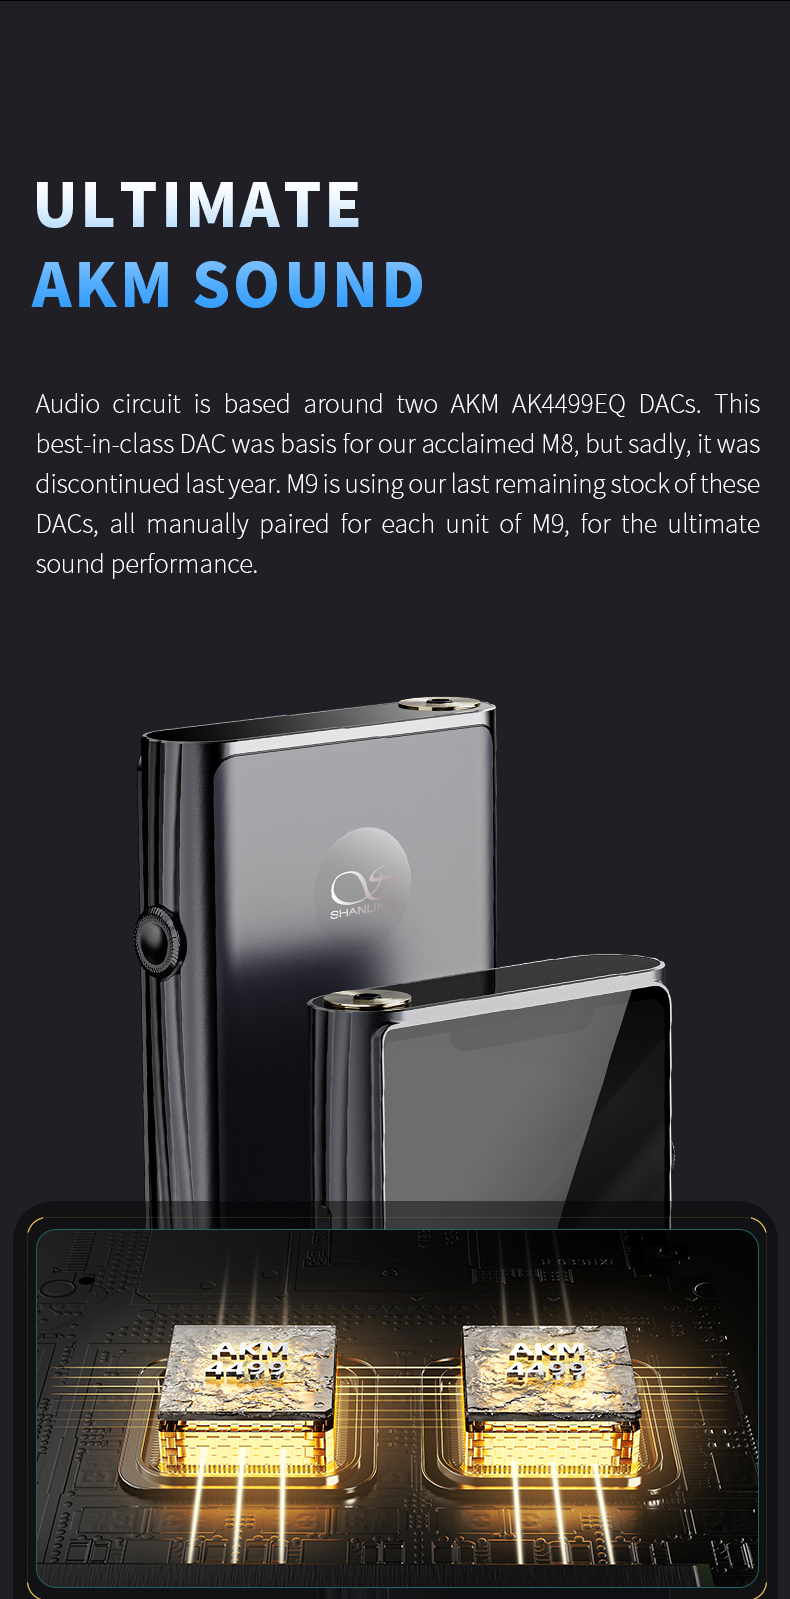 ULTIMATE
AKM SOUND
Audio circuit is based around two AKM AK4499EQ DACs. This
best-in-class DAC was basis for our acclaimed M8, but sadly, it was
discontinued last year. M9 is using our last remaining stock of these
DACs, all manually paired for each unit of M9, for the ultimate
sound performance.
AKM
4499
AKM
4499